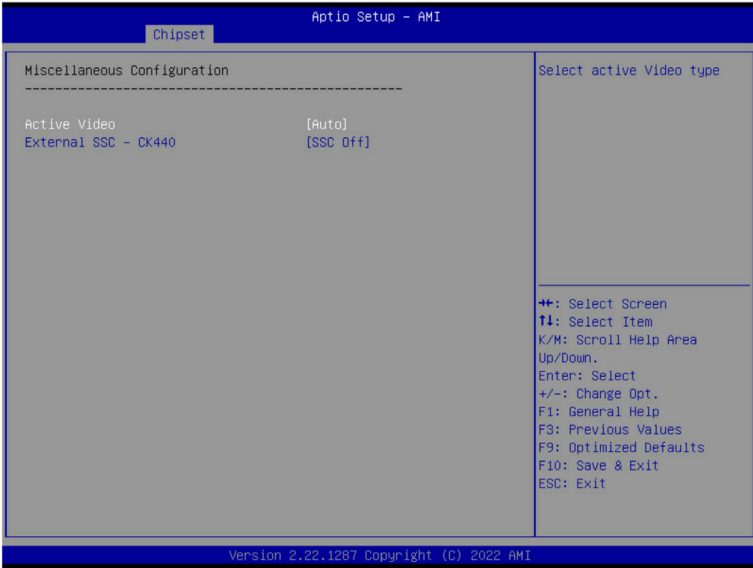 Aptio Setup – AMI
Chipset
Miscellaneous Configuration
--------------------------------------------------
Active Video [Auto]
External SSC – CK440 [SSC Off]
Select active Video type
→←: Select Screen
↑↓: Select Item
K/M: Scroll Help Area
Up/Down.
Enter: Select
+/-: Change Opt.
F1: General Help
F3: Previous Values
F9: Optimized Defaults
F10: Save & Exit
ESC: Exit
Version 2.22.1287 Copyright (C) 2022 AMI